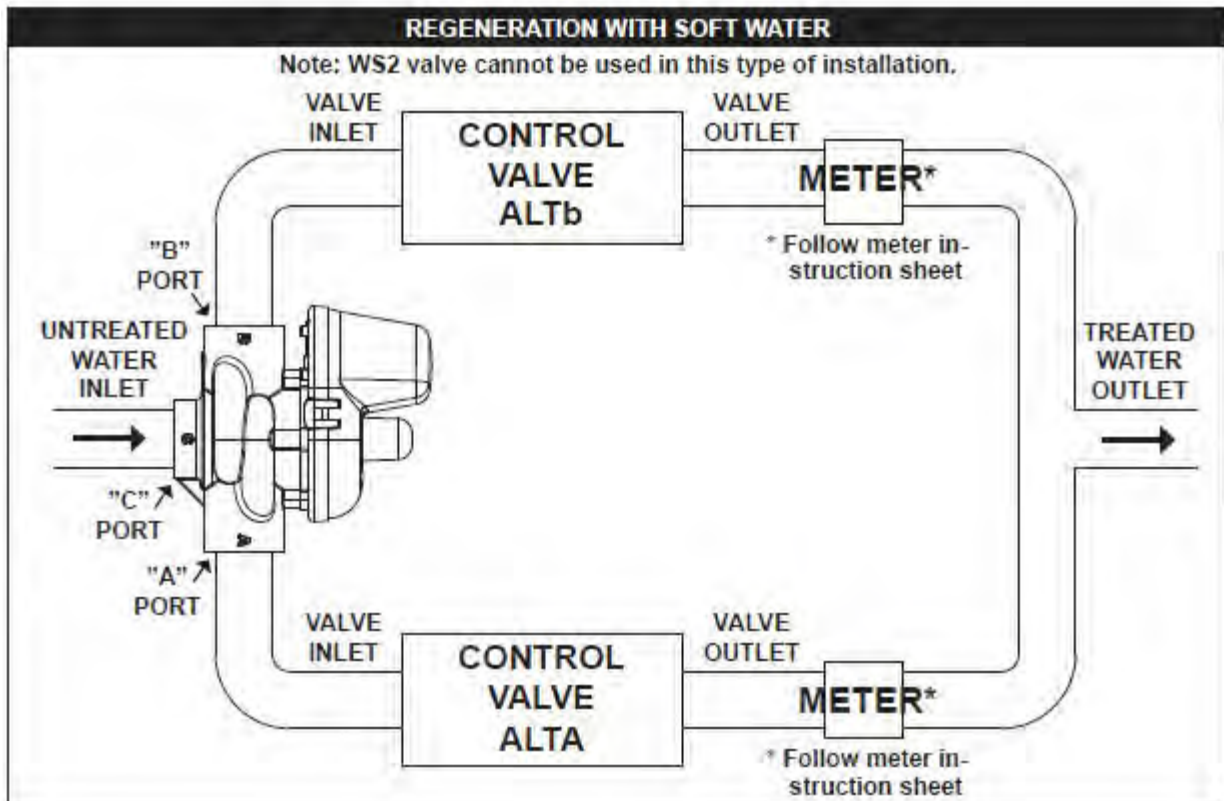 REGENERATION WITH SOFT WATER
Note: WS2 valve cannot be used in this type of installation.
VALVE
INLET
CONTROL
VALVE
ALTb
VALVE
OUTLET
METER*
* Follow meter in-
struction sheet
"B"
PORT
UNTREATED
WATER
INLET
B
C
"C"
PORT
A
"A"
PORT
TREATED
WATER
OUTLET
VALVE
INLET
CONTROL
VALVE
ALTA
VALVE
OUTLET
METER*
* Follow meter in-
struction sheet